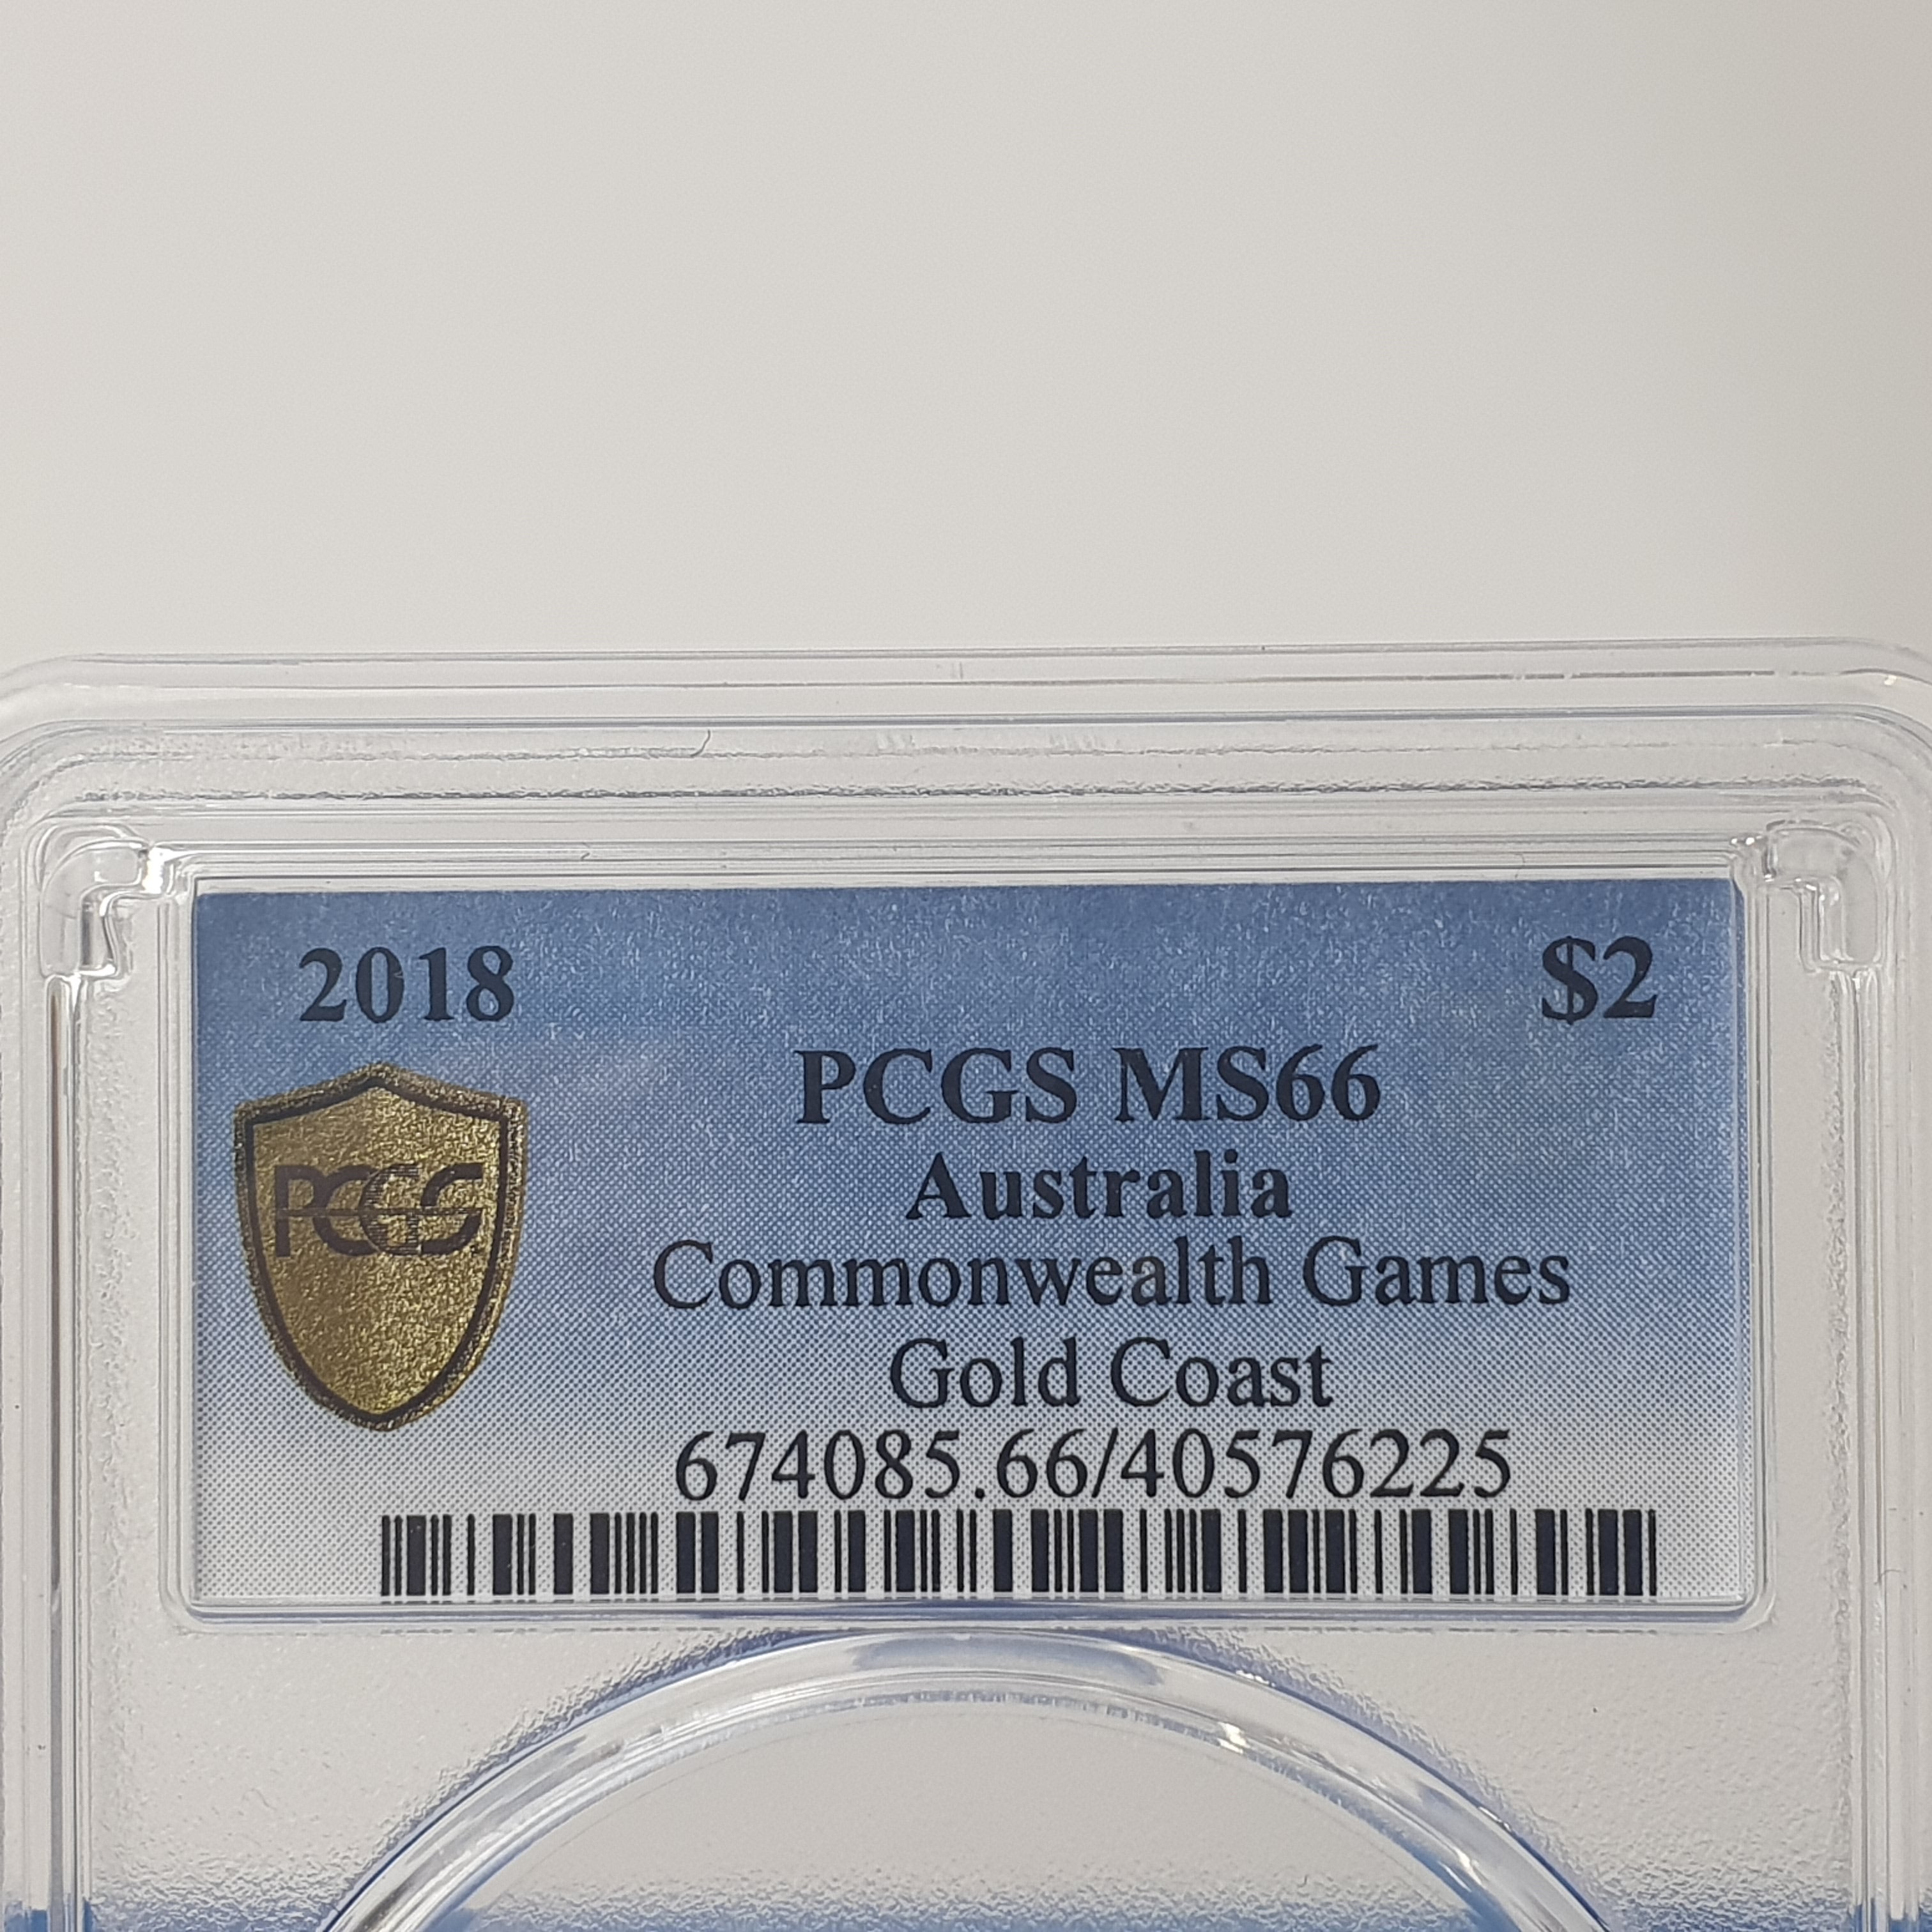 2018 $2
PCGS MS66
PCGS
Australia
Commonwealth Games
Gold Coast
674085.66/40576225